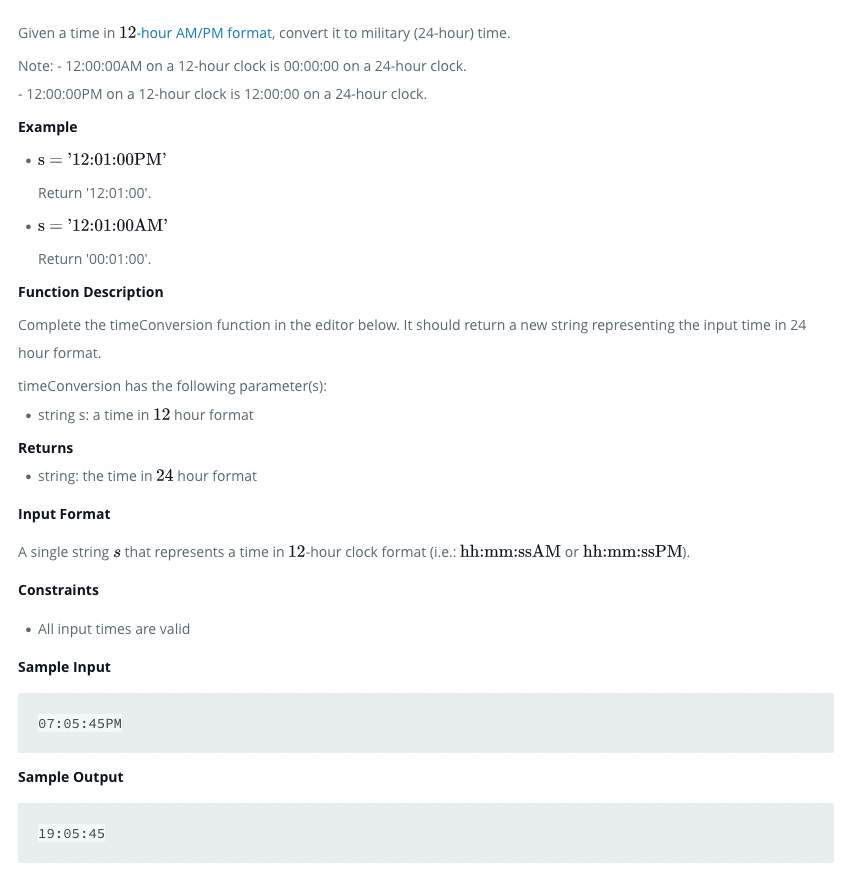 Given a time in 12-hour AM/PM format, convert it to military (24-hour) time.
Note: - 12:00:00AM on a 12-hour clock is 00:00:00 on a 24-hour clock.
- 12:00:00PM on a 12-hour clock is 12:00:00 on a 24-hour clock.
Example
• s = '12:01:00PM'
Return '12:01:00'.
• s = '12:01:00AM'
Return '00:01:00'.
Function Description
Complete the timeConversion function in the editor below. It should return a new string representing the input time in 24
hour format.
timeConversion has the following parameter(s):
• string s: a time in 12 hour format
Returns
• string: the time in 24 hour format
Input Format
A single string s that represents a time in 12-hour clock format (i.e.: hh:mm:ssAM or hh:mm:ssPM).
Constraints
• All input times are valid
Sample Input
07:05:45PM
Sample Output
19:05:45